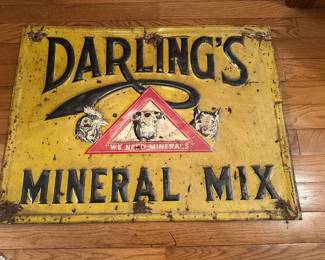 DARLING'S
"WE NEED MINERALS"
MINERAL MIX